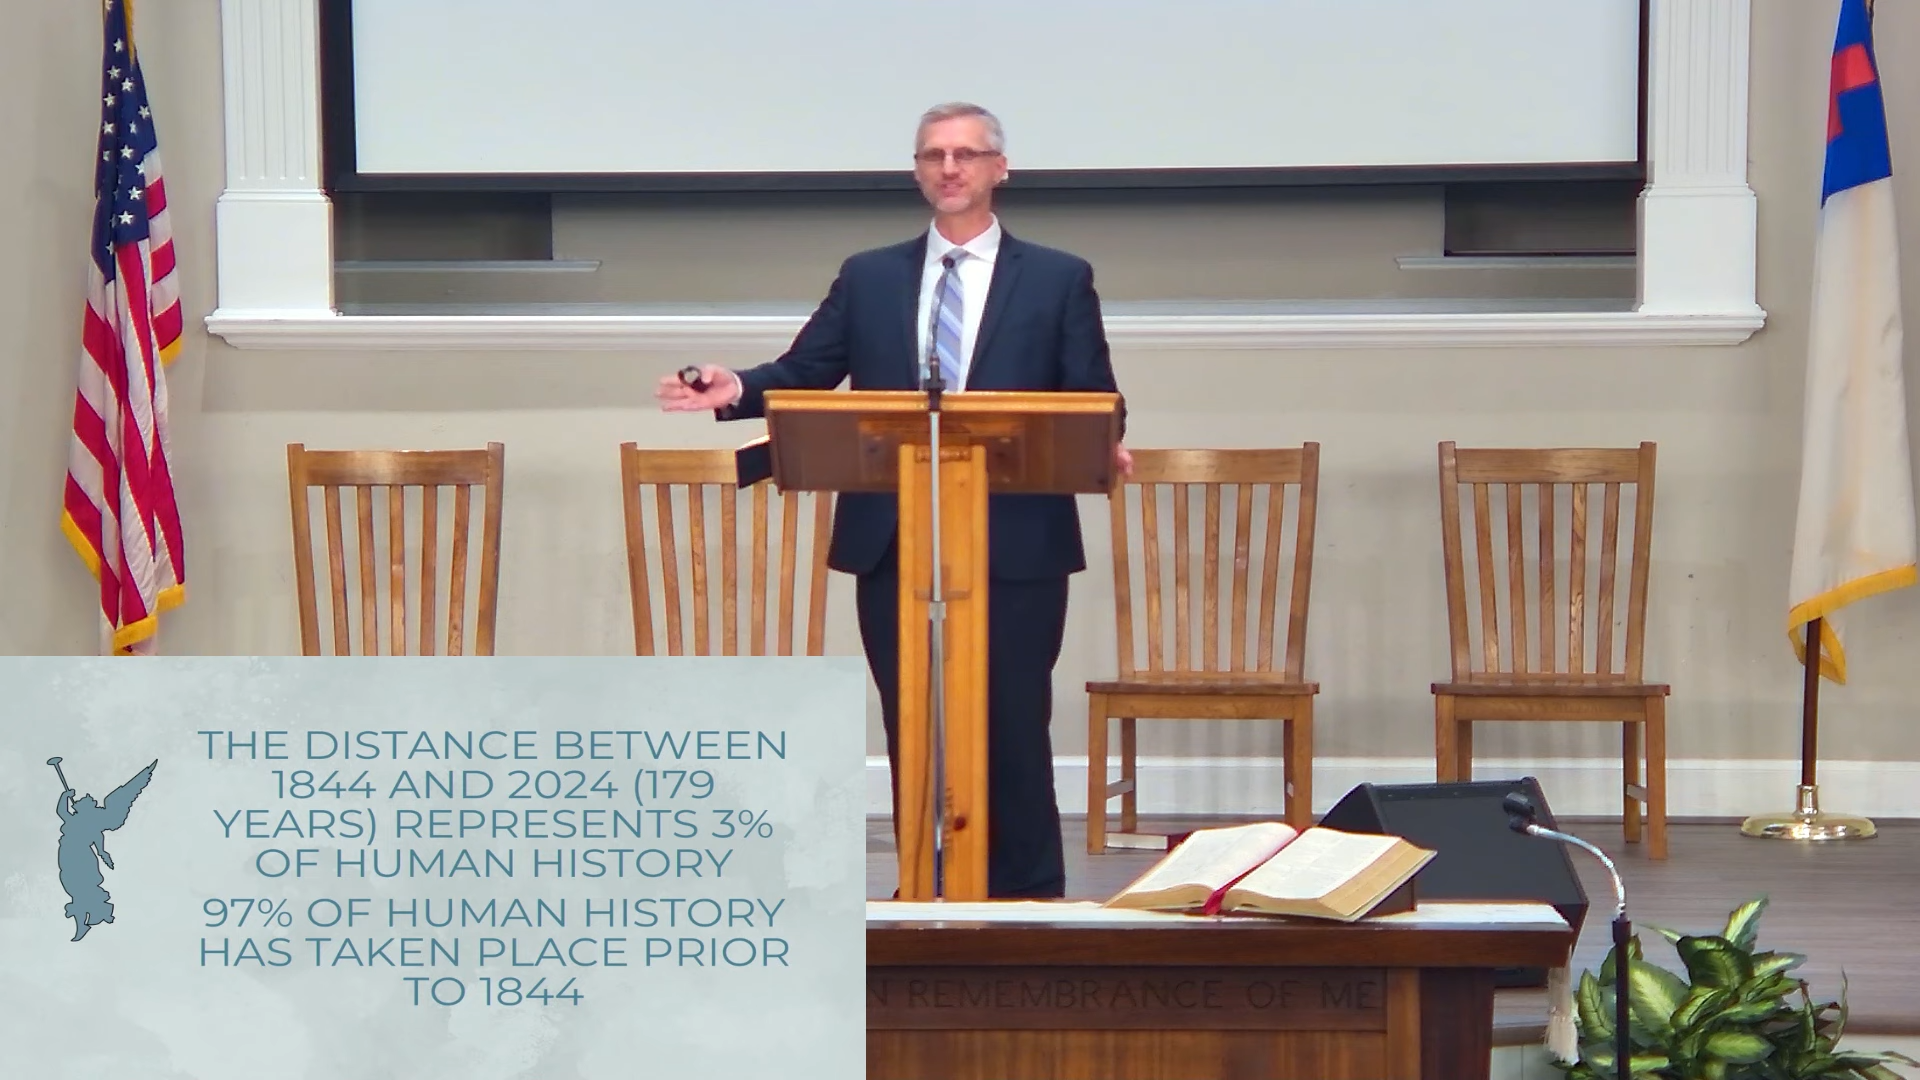 THE DISTANCE BETWEEN
1844 AND 2024 (179
YEARS) REPRESENTS 3%
OF HUMAN HISTORY
97% OF HUMAN HISTORY
HAS TAKEN PLACE PRIOR
TO 1844
REMEMBRANCE OF ME